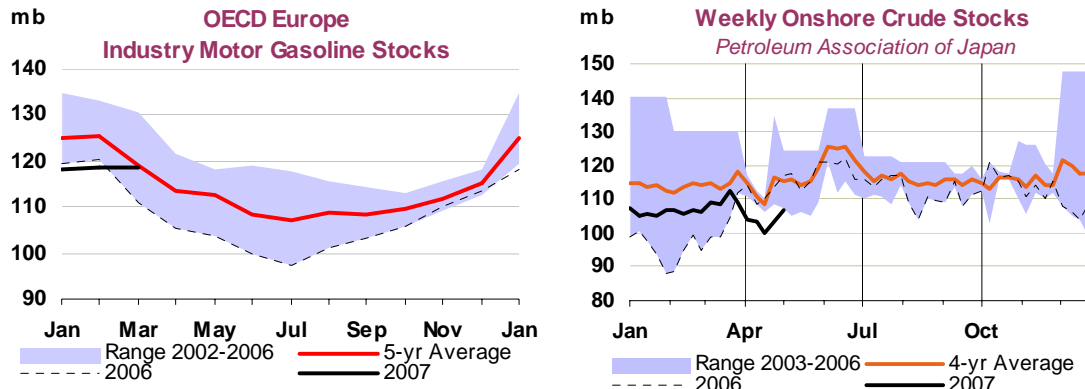 mb
OECD Europe
Industry Motor Gasoline Stocks
140
130
120
110
100
90
Jan Mar May Jul Sep Nov Jan
Range 2002-2006 5-yr Average
2006 2007
mb
Weekly Onshore Crude Stocks
Petroleum Association of Japan
150
140
130
120
110
100
90
80
Jan Apr Jul Oct
Range 2003-2006 4-yr Average
2006 2007